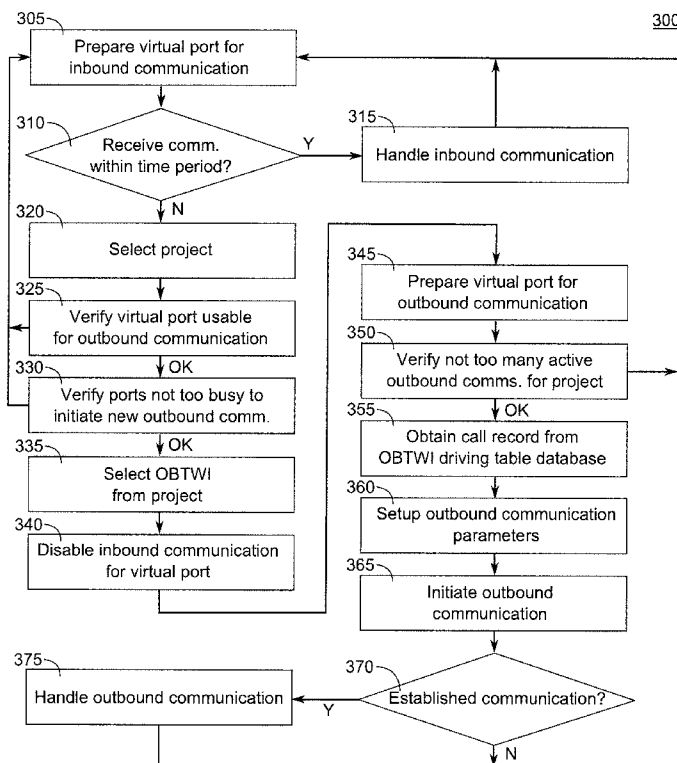 300
305
Prepare virtual port for
inbound communication
310
Receive comm.
within time period?
Y
N
315
Handle inbound communication
320
Select project
325
Verify virtual port usable
for outbound communication
OK
330
Verify ports not too busy to
initiate new outbound comm.
OK
335
Select OBTWI
from project
340
Disable inbound communication
for virtual port
345
Prepare virtual port for
outbound communication
350
Verify not too many active
outbound comms. for project
OK
355
Obtain call record from
OBTWI driving table database
360
Setup outbound communication
parameters
365
Initiate outbound
communication
370
Established communication?
Y
N
375
Handle outbound communication